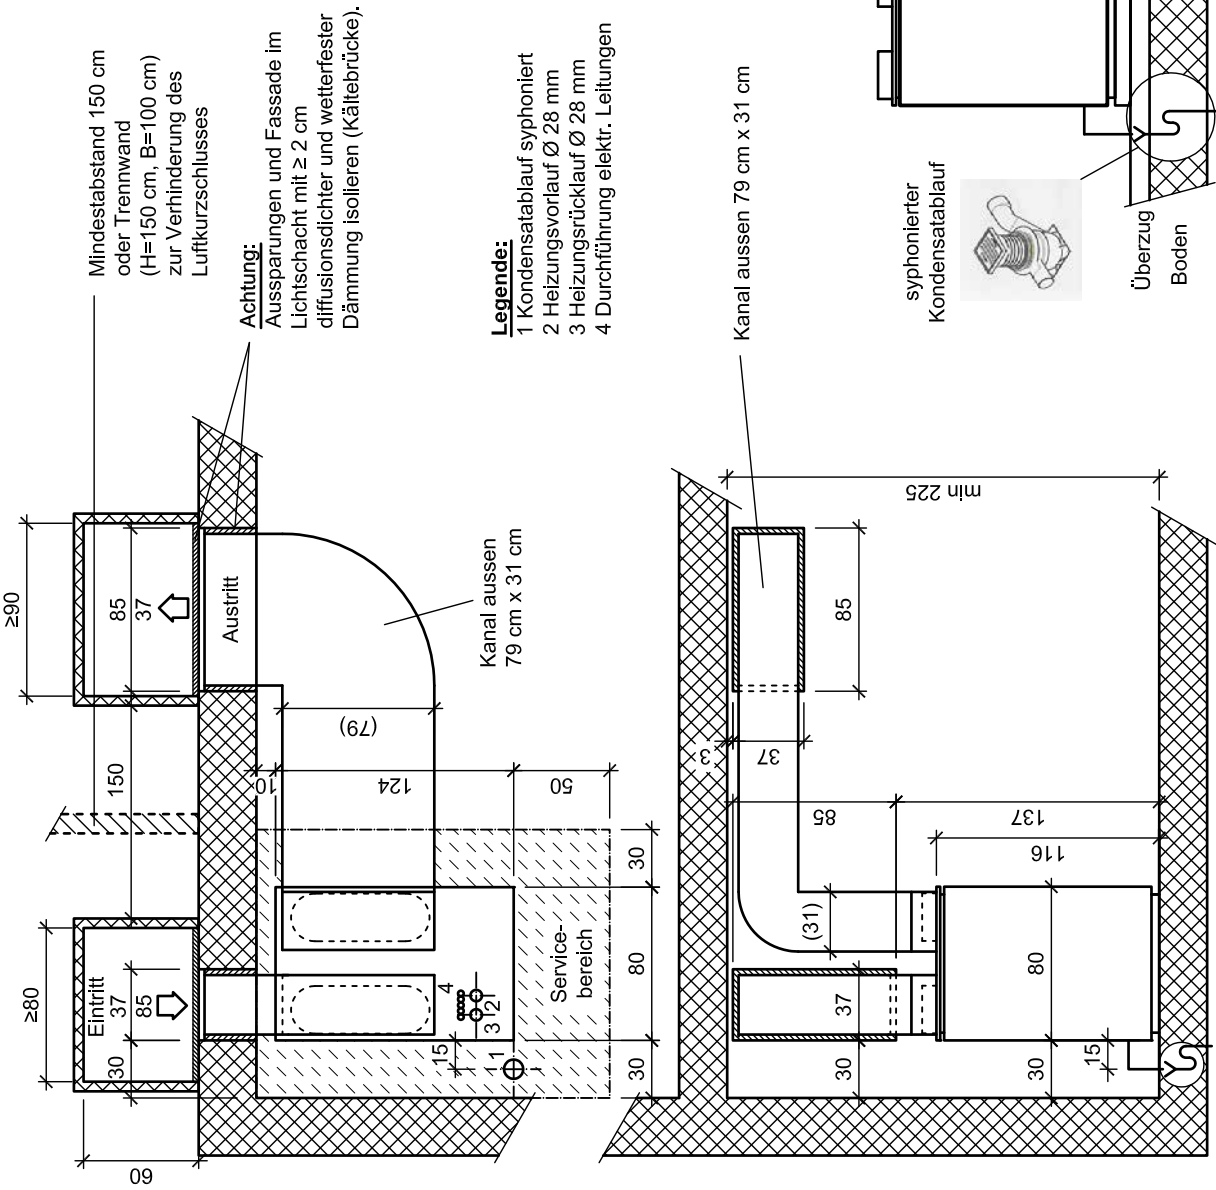 Mindestabstand 150 cm
oder Trennwand
(H=150 cm, B=100 cm)
zur Verhinderung des
Luftkurzschlusses
Achtung:
Aussparungen und Fassade im
Lichtschacht mit ≥ 2 cm
diffusionsdichter und wetterfester
Dämmung isolieren (Kältebrücke).
Legende:
1 Kondensatablauf syphoniert
2 Heizungsvorlauf Ø 28 mm
3 Heizungsrücklauf Ø 28 mm
4 Durchführung elektr. Leitungen
Kanal aussen 79 cm x 31 cm
syphonierter
Kondensatablauf
Überzug
Boden
≥90
85
37
Austritt
Kanal aussen
79 cm x 31 cm
(79)
150
10
124
50
≥80
Eintritt
37
85
30
60
4
3
2
15
1
Service-
bereich
30
80
30
min 225
85
3
37
85
137
116
(31)
37
80
30
30
15